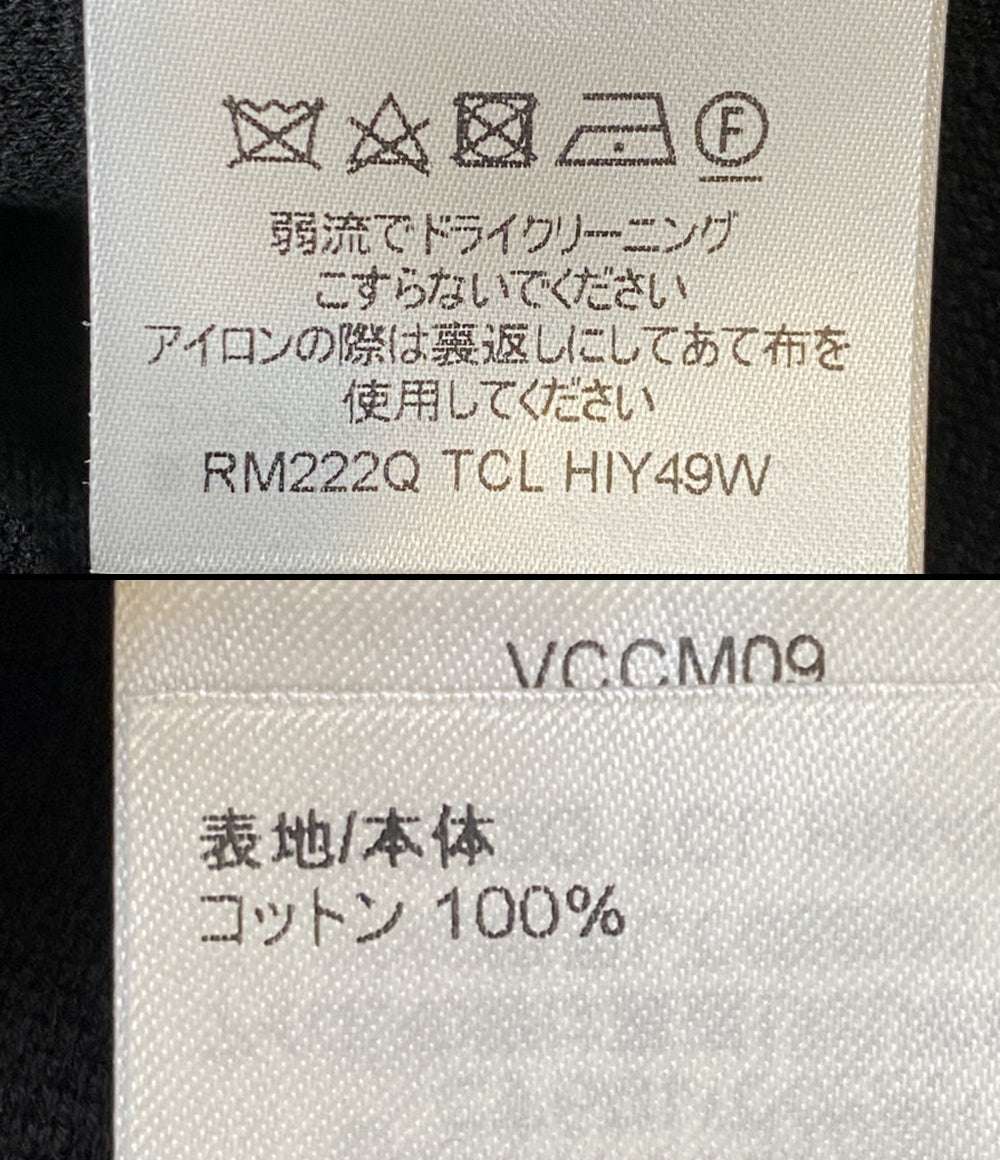 F
弱流でドライクリーニング
こすらないでください
アイロンの際は裏返しにしてあて布を
使用してください
RM222Q TCL HIY49W
VCCM09
表地/本体
コットン 100%